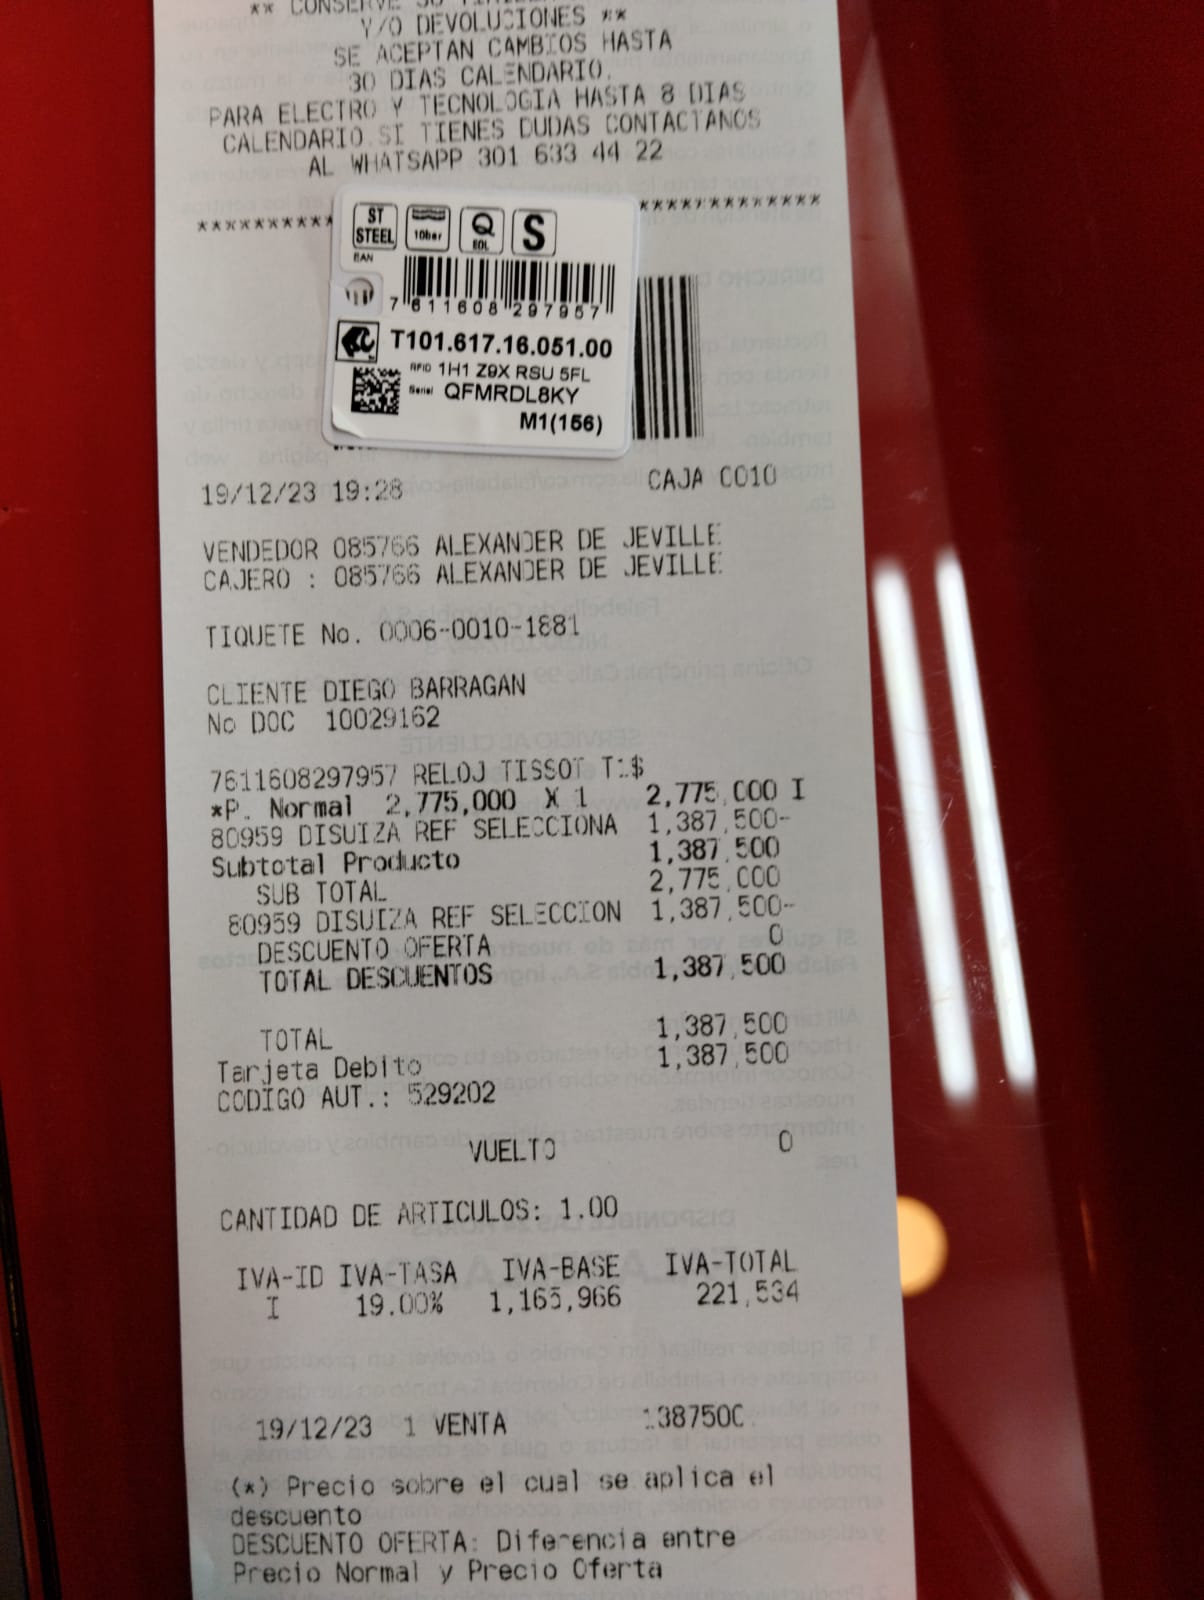 ** CONSERVE SU
Y/O DEVOLUCIONES **
SE ACEPTAN CAMBIOS HASTA
30 DIAS CALENDARIO.
PARA ELECTRO Y TECNOLOGIA HASTA 8 DIAS
CALENDARIO.SI TIENES DUDAS CONTACTANOS
AL WHATSAPP 301 633 44 22
ST STEEL 10bar Q EOL S
EAN
7 611608 297957
T101.617.16.051.00
RFID 1H1 Z9X RSU 5FL
Serial QFMRDL8KY
M1(156)
19/12/23 19:28 CAJA C010
VENDEDOR 085766 ALEXANDER DE JEVILLE
CAJERO : 085766 ALEXANDER DE JEVILLE
TIQUETE No. 0006-0010-1881
CLIENTE DIEGO BARRAGAN
No DOC 10029162
7611608297957 RELOJ TISSOT T1$
*P. Normal 2,775,000 X 1 2,775,000 I
80959 DISUIZA REF SELECCIONA 1,387,500-
Subtotal Producto 1,387,500
SUB TOTAL 2,775,000
80959 DISUIZA REF SELECCION 1,387,500-
DESCUENTO OFERTA 0
TOTAL DESCUENTOS 1,387,500
TOTAL 1,387,500
Tarjeta Debito 1,387,500
CODIGO AUT.: 529202
VUELTO 0
CANTIDAD DE ARTICULOS: 1.00
IVA-ID IVA-TASA IVA-BASE IVA-TOTAL
I 19.00% 1,165,966 221,534
19/12/23 1 VENTA 1387500
(*) Precio sobre el cual se aplica el
descuento
DESCUENTO OFERTA: Diferencia entre
Precio Normal y Precio Oferta